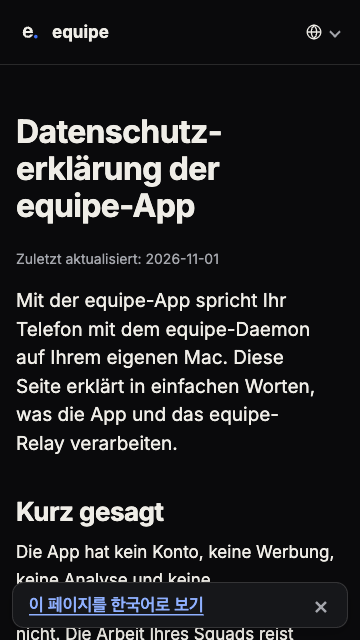 e. equipe
Datenschutz-
erklärung der
equipe-App
Zuletzt aktualisiert: 2026-11-01
Mit der equipe-App spricht Ihr
Telefon mit dem equipe-Daemon
auf Ihrem eigenen Mac. Diese
Seite erklärt in einfachen Worten,
was die App und das equipe-
Relay verarbeiten.
Kurz gesagt
Die App hat kein Konto, keine Werbung,
keine Analyse und keine
이 페이지를 한국어로 보기
nicht. Die Arbeit Ihres Squads reist